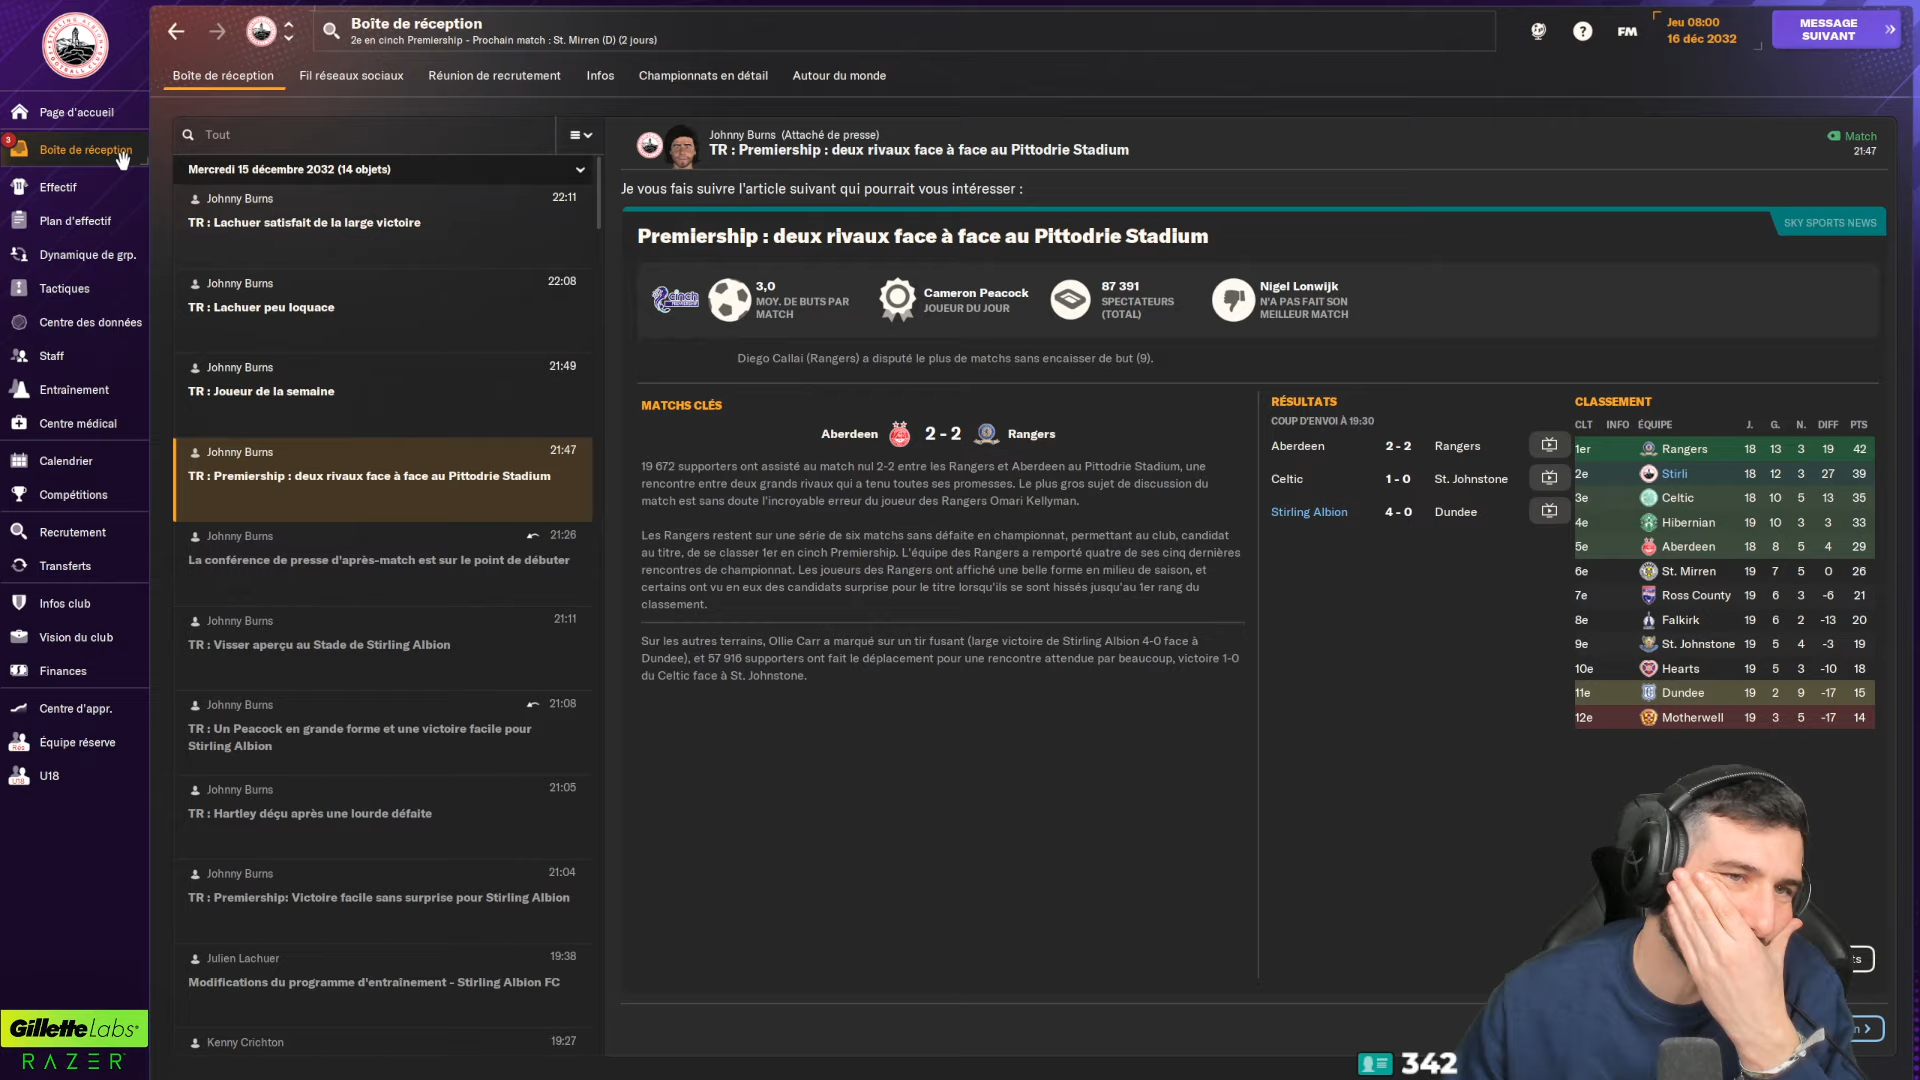 Boîte de réception
2e en cinch Premiership - Prochain match : St. Mirren (D) (2 jours)
FM
Jeu 08:00
16 déc 2032
MESSAGE
SUIVANT
Boîte de réception
Fil réseaux sociaux
Réunion de recrutement
Infos
Championnats en détail
Autour du monde
Page d'accueil
3
Boîte de réception
Effectif
Plan d'effectif
Dynamique de grp.
Tactiques
Centre des données
Staff
Entraînement
Centre médical
Calendrier
Compétitions
Recrutement
Transferts
Infos club
Vision du club
Finances
Centre d'appr.
Équipe réserve
U18
Gillette Labs
RAZER
Tout
Mercredi 15 décembre 2032 (14 objets)
Johnny Burns 22:11
TR : Lachuer satisfait de la large victoire
Johnny Burns 22:08
TR : Lachuer peu loquace
Johnny Burns 21:49
TR : Joueur de la semaine
Johnny Burns 21:47
TR : Premiership : deux rivaux face à face au Pittodrie Stadium
Johnny Burns 21:26
La conférence de presse d'après-match est sur le point de débuter
Johnny Burns 21:11
TR : Visser aperçu au Stade de Stirling Albion
Johnny Burns 21:08
TR : Un Peacock en grande forme et une victoire facile pour
Stirling Albion
Johnny Burns 21:05
TR : Hartley déçu après une lourde défaite
Johnny Burns 21:04
TR : Premiership: Victoire facile sans surprise pour Stirling Albion
Julien Lachuer 19:38
Modifications du programme d'entraînement - Stirling Albion FC
Kenny Crichton 19:27
Johnny Burns (Attaché de presse)
TR : Premiership : deux rivaux face à face au Pittodrie Stadium
Match
21:47
Je vous fais suivre l'article suivant qui pourrait vous intéresser :
SKY SPORTS NEWS
Premiership : deux rivaux face à face au Pittodrie Stadium
cinch
3,0
MOY. DE BUTS PAR
MATCH
Cameron Peacock
JOUEUR DU JOUR
87 391
SPECTATEURS
(TOTAL)
Nigel Lonwijk
N'A PAS FAIT SON
MEILLEUR MATCH
Diego Callai (Rangers) a disputé le plus de matchs sans encaisser de but (9).
MATCHS CLÉS
Aberdeen 2 - 2 Rangers
19 672 supporters ont assisté au match nul 2-2 entre les Rangers et Aberdeen au Pittodrie Stadium, une
rencontre entre deux grands rivaux qui a tenu toutes ses promesses. Le plus gros sujet de discussion du
match est sans doute l'incroyable erreur du joueur des Rangers Omari Kellyman.
Les Rangers restent sur une série de six matchs sans défaite en championnat, permettant au club, candidat
au titre, de se classer 1er en cinch Premiership. L'équipe des Rangers a remporté quatre de ses cinq dernières
rencontres de championnat. Les joueurs des Rangers ont affiché une belle forme en milieu de saison, et
certains ont vu en eux des candidats surprise pour le titre lorsqu'ils se sont hissés jusqu'au 1er rang du
classement.
Sur les autres terrains, Ollie Carr a marqué sur un tir fusant (large victoire de Stirling Albion 4-0 face à
Dundee), et 57 916 supporters ont fait le déplacement pour une rencontre attendue par beaucoup, victoire 1-0
du Celtic face à St. Johnstone.
RÉSULTATS
COUP D'ENVOI À 19:30
Aberdeen 2 - 2 Rangers
Celtic 1 - 0 St. Johnstone
Stirling Albion 4 - 0 Dundee
CLASSEMENT
CLT INFO ÉQUIPE J. G. N. DIFF PTS
1er Rangers 18 13 3 19 42
2e Stirli 18 12 3 27 39
3e Celtic 18 10 5 13 35
4e Hibernian 19 10 3 3 33
5e Aberdeen 18 8 5 4 29
6e St. Mirren 19 7 5 0 26
7e Ross County 19 6 3 -6 21
8e Falkirk 19 6 2 -13 20
9e St. Johnstone 19 5 4 -3 19
10e Hearts 19 5 3 -10 18
11e Dundee 19 2 9 -17 15
12e Motherwell 19 3 5 -17 14
342